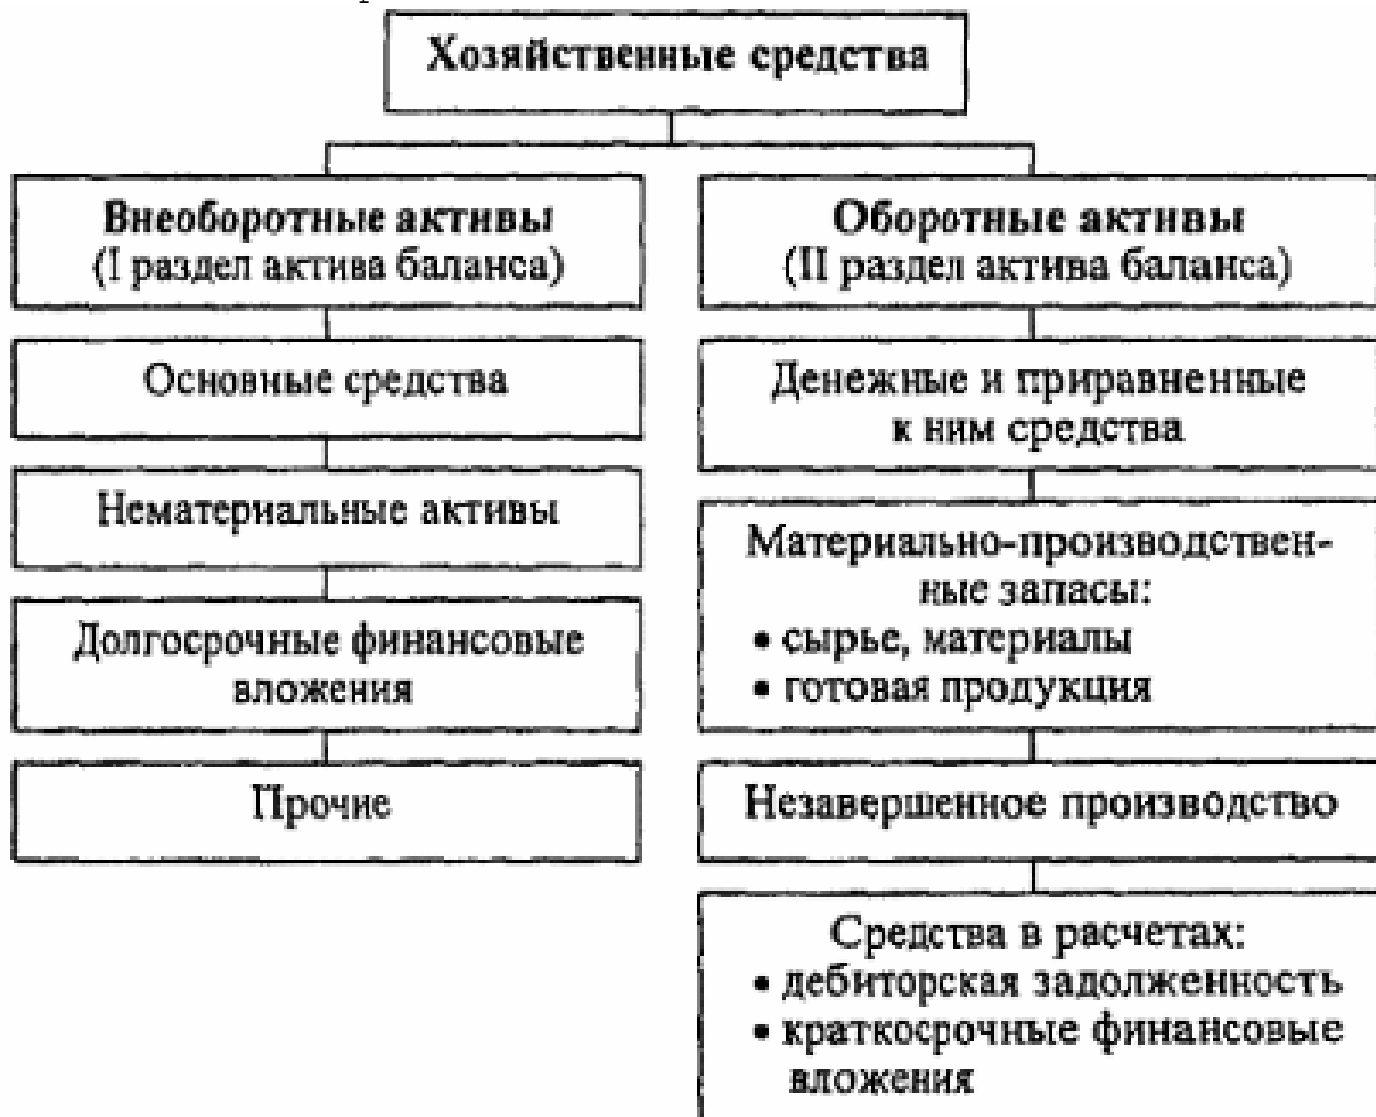 Хозяйственные средства
Внеоборотные активы
(I раздел актива баланса)
Основные средства
Нематериальные активы
Долгосрочные финансовые
вложения
Прочие
Оборотные активы
(II раздел актива баланса)
Денежные и приравненные
к ним средства
Материально-производствен-
ные запасы:
• сырье, материалы
• готовая продукция
Незавершенное производство
Средства в расчетах:
• дебиторская задолженность
• краткосрочные финансовые
вложения